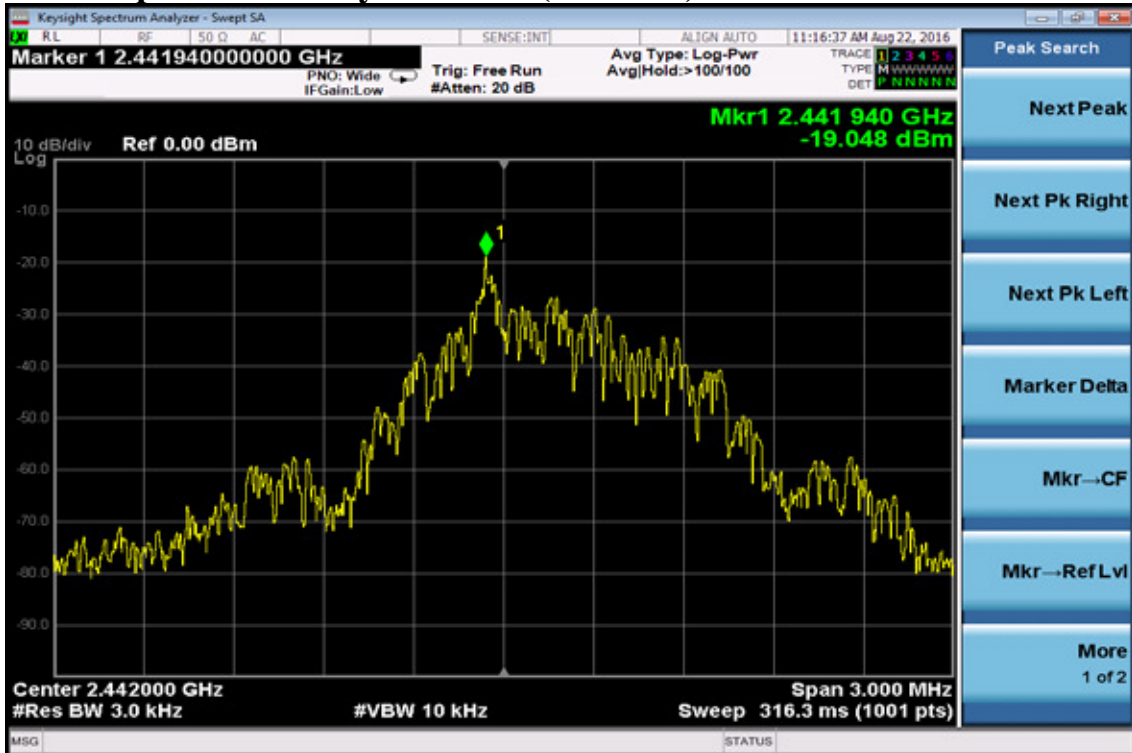 Keysight Spectrum Analyzer - Swept SA
RL RF 50 Ω AC SENSE:INT ALIGN AUTO 11:16:37 AM Aug 22, 2016
Marker 1 2.441940000000 GHz
PNO: Wide
IFGain:Low
Trig: Free Run
#Atten: 20 dB
Avg Type: Log-Pwr
Avg|Hold:>100/100
TRACE 1 2 3 4 5 6
TYPE M WWWWW
DET P N N N N N
Peak Search
Next Peak
Next Pk Right
Next Pk Left
Marker Delta
Mkr→CF
Mkr→Ref Lvl
More
1 of 2
Mkr1 2.441 940 GHz
-19.048 dBm
10 dB/div Ref 0.00 dBm
Log
1
-10.0
-20.0
-30.0
-40.0
-50.0
-60.0
-70.0
-80.0
-90.0
Center 2.442000 GHz
Span 3.000 MHz
#Res BW 3.0 kHz
#VBW 10 kHz
Sweep 316.3 ms (1001 pts)
MSG
STATUS